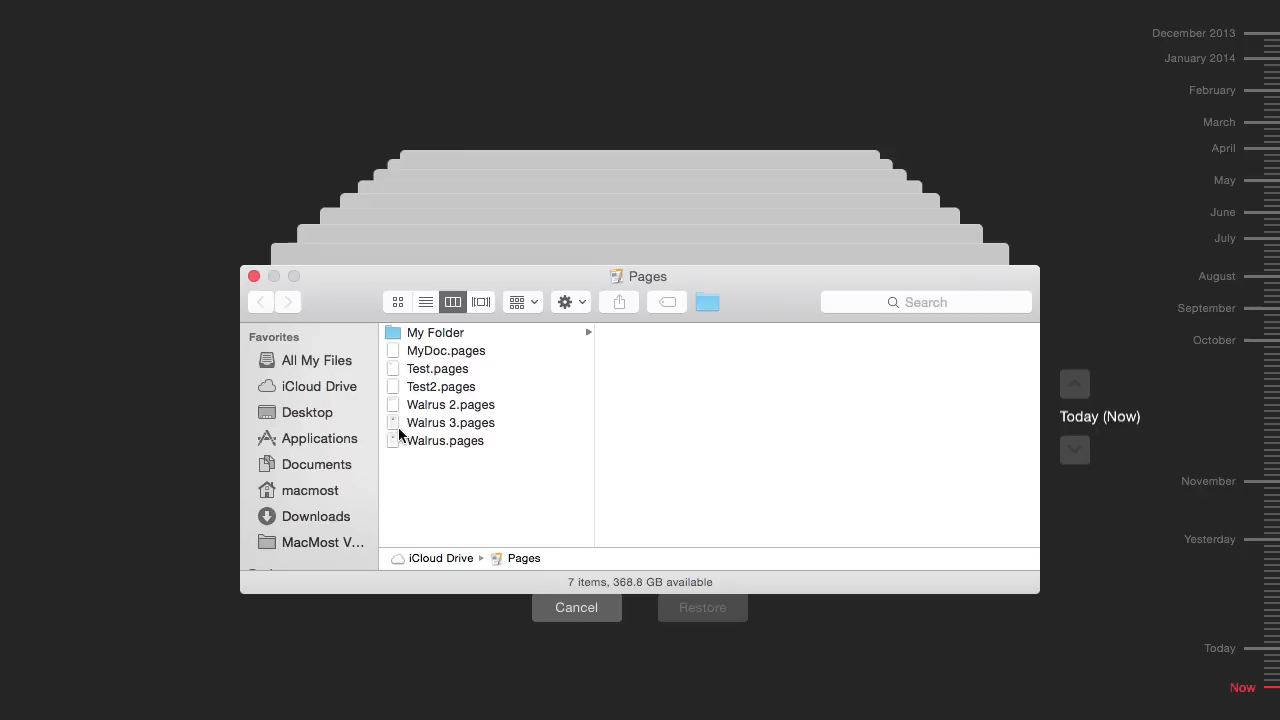 December 2013
January 2014
February
March
April
May
June
July
August
September
October
Today (Now)
November
Yesterday
Today
Now
Pages
Search
Favorites
All My Files
iCloud Drive
Desktop
Applications
Documents
macmost
Downloads
MacMost V...
My Folder
MyDoc.pages
Test.pages
Test2.pages
Walrus 2.pages
Walrus 3.pages
Walrus.pages
iCloud Drive Pages
7 items, 368.8 GB available
Cancel Restore